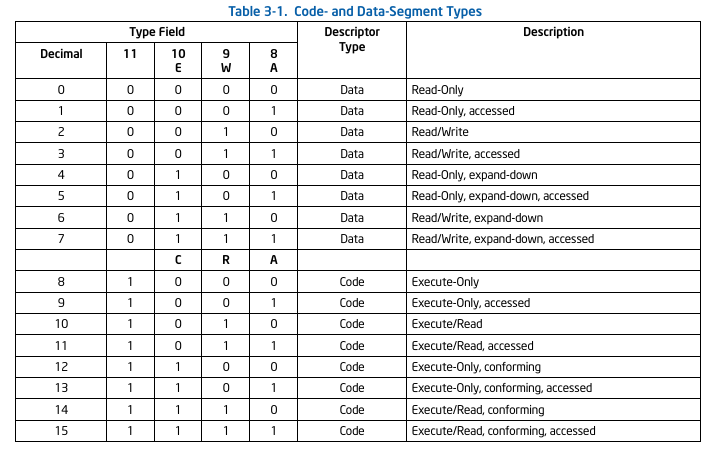 Table 3-1. Code- and Data-Segment Types
Type Field Descriptor Type Description
Decimal 11 10 E 9 W 8 A
0 0 0 0 0 Data Read-Only
1 0 0 0 1 Data Read-Only, accessed
2 0 0 1 0 Data Read/Write
3 0 0 1 1 Data Read/Write, accessed
4 0 1 0 0 Data Read-Only, expand-down
5 0 1 0 1 Data Read-Only, expand-down, accessed
6 0 1 1 0 Data Read/Write, expand-down
7 0 1 1 1 Data Read/Write, expand-down, accessed
C R A
8 1 0 0 0 Code Execute-Only
9 1 0 0 1 Code Execute-Only, accessed
10 1 0 1 0 Code Execute/Read
11 1 0 1 1 Code Execute/Read, accessed
12 1 1 0 0 Code Execute-Only, conforming
13 1 1 0 1 Code Execute-Only, conforming, accessed
14 1 1 1 0 Code Execute/Read, conforming
15 1 1 1 1 Code Execute/Read, conforming, accessed